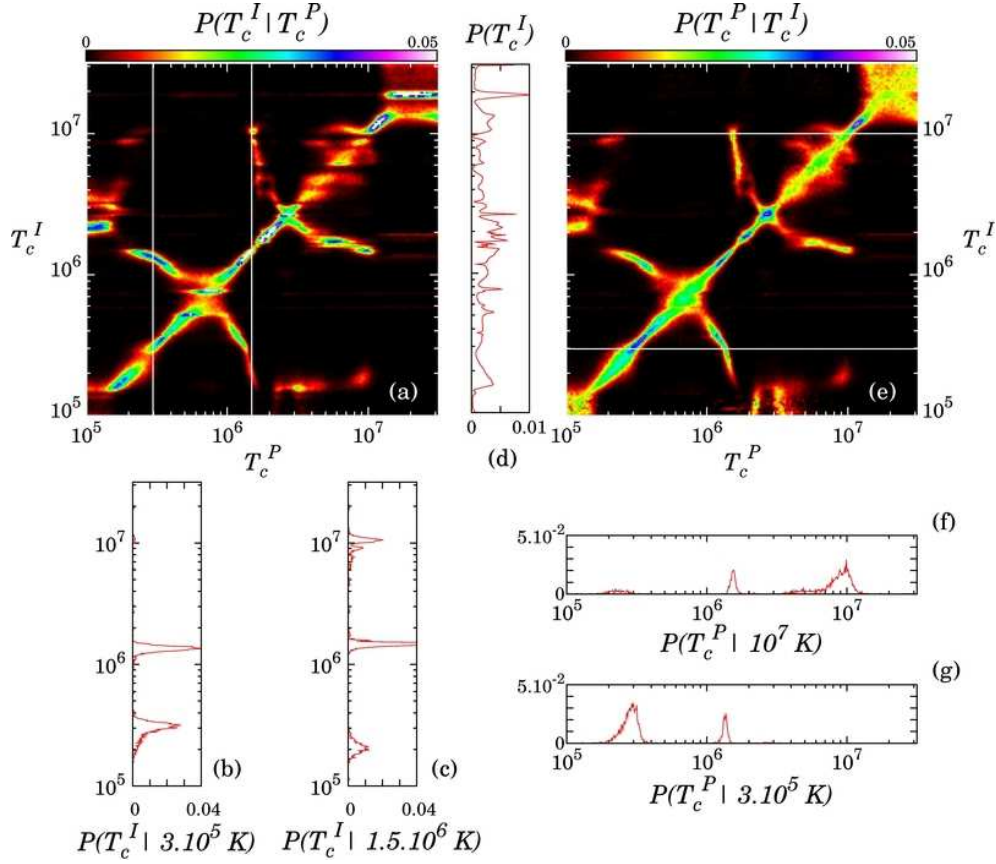 P(T_c^I | T_c^P)
0 0.05
P(T_c^I)
P(T_c^P | T_c^I)
0 0.05
10^7
T_c^I
10^6
10^5
(a)
10^5 10^6 10^7
T_c^P
0 0.01
(d)
(e)
10^7
T_c^I
10^6
10^5
10^5 10^6 10^7
T_c^P
10^7
10^6
10^5
(b)
0 0.04
P(T_c^I | 3.10^5 K)
10^7
10^6
10^5
(c)
0 0.04
P(T_c^I | 1.5.10^6 K)
(f)
5.10^-2
0
10^5 10^6 10^7
P(T_c^P | 10^7 K)
(g)
5.10^-2
0
10^5 10^6 10^7
P(T_c^P | 3.10^5 K)